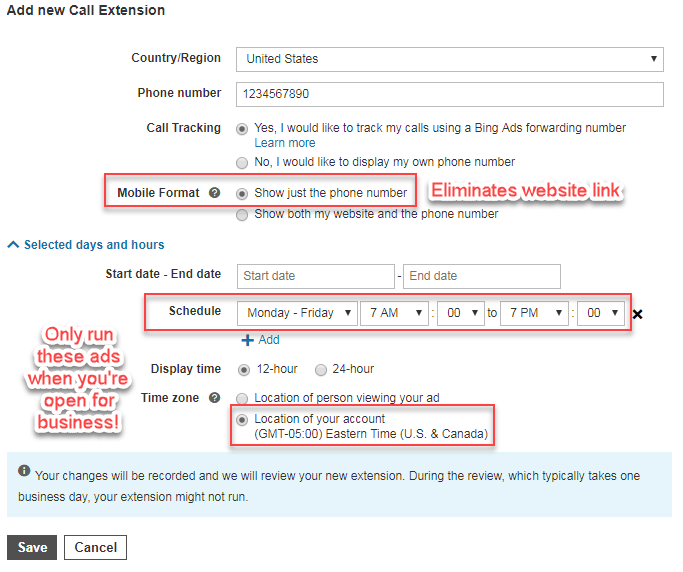 Add new Call Extension
Country/Region United States
Phone number 1234567890
Call Tracking Yes, I would like to track my calls using a Bing Ads forwarding number
Learn more
No, I would like to display my own phone number
Mobile Format ? Show just the phone number Eliminates website link
Show both my website and the phone number
Selected days and hours
Start date - End date Start date - End date
Schedule Monday - Friday 7 AM : 00 to 7 PM : 00
Add
Only run
these ads
when you're
open for
business!
Display time 12-hour 24-hour
Time zone ? Location of person viewing your ad
Location of your account
(GMT-05:00) Eastern Time (U.S. & Canada)
Your changes will be recorded and we will review your new extension. During the review, which typically takes one
business day, your extension might not run.
Save Cancel